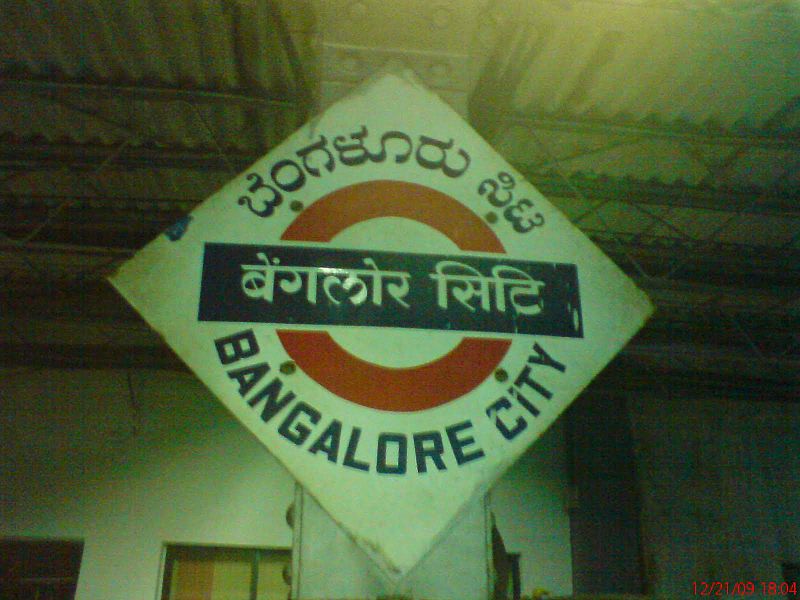 ಬೆಂಗಳೂರು ಸಿಟಿ
बेंगलोर सिटि
BANGALORE CITY
12/21/09 18:04